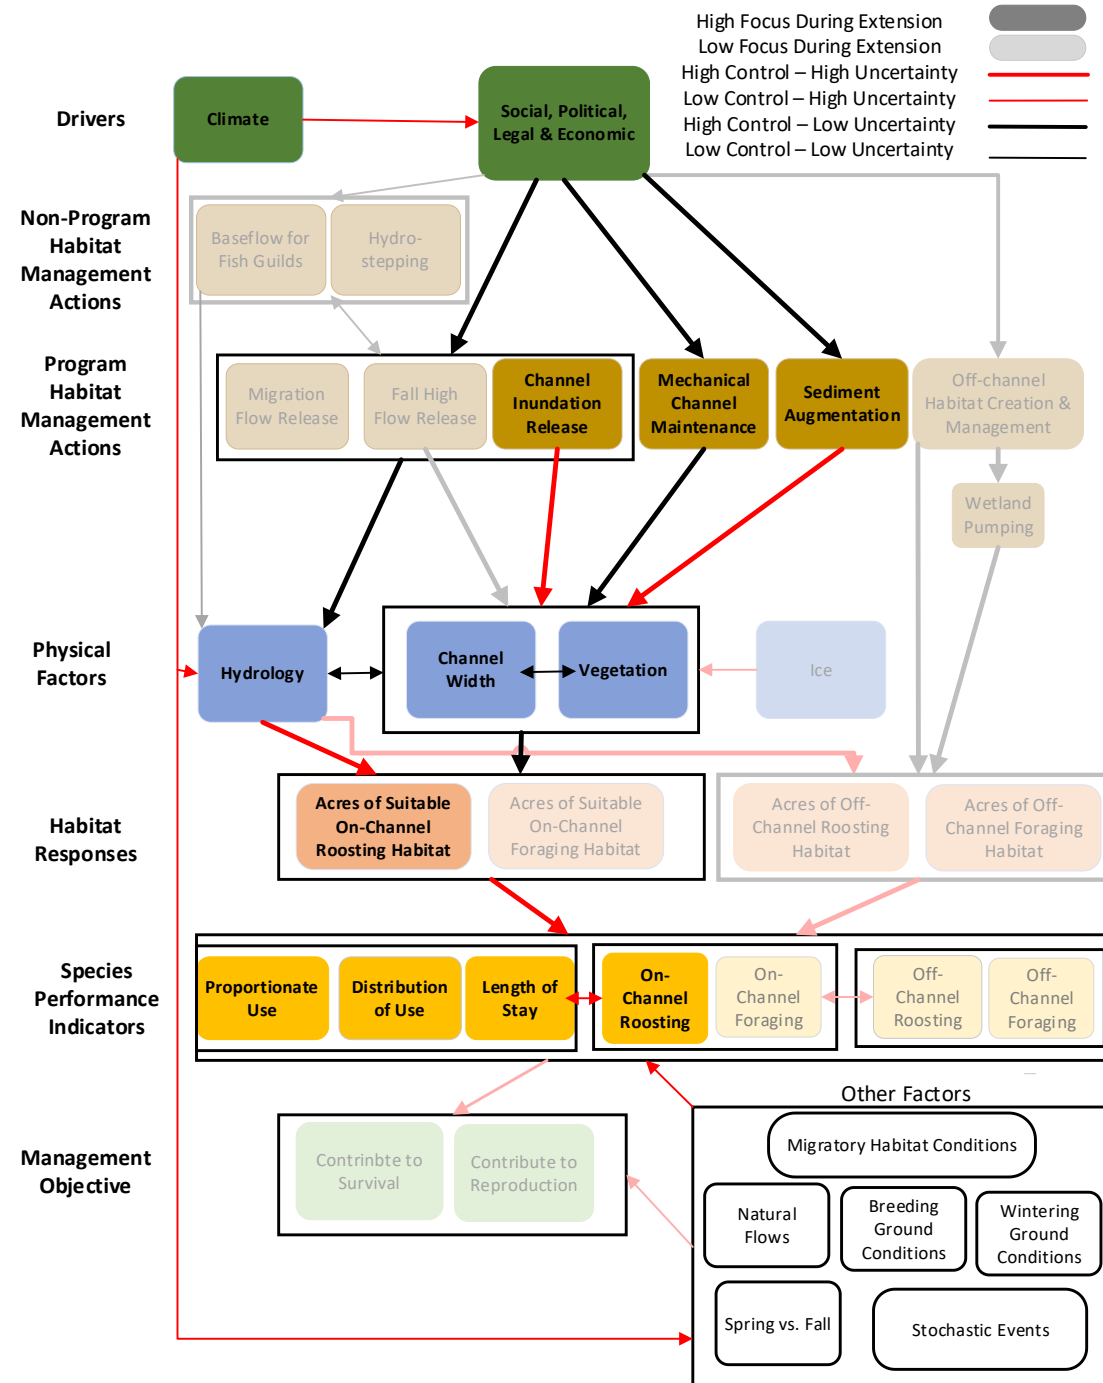 High Focus During Extension
Low Focus During Extension
High Control – High Uncertainty
Low Control – High Uncertainty
High Control – Low Uncertainty
Low Control – Low Uncertainty
Drivers
Climate
Social, Political,
Legal & Economic
Non-Program
Habitat
Management
Actions
Baseflow for
Fish Guilds
Hydro-
stepping
Program
Habitat
Management
Actions
Migration
Flow Release
Fall High
Flow Release
Channel
Inundation
Release
Mechanical
Channel
Maintenance
Sediment
Augmentation
Off-channel
Habitat Creation &
Management
Wetland
Pumping
Physical
Factors
Hydrology
Channel
Width
Vegetation
Ice
Habitat
Responses
Acres of Suitable
On-Channel
Roosting Habitat
Acres of Suitable
On-Channel
Foraging Habitat
Acres of Off-
Channel Roosting
Habitat
Acres of Off-
Channel Foraging
Habitat
Species
Performance
Indicators
Proportionate
Use
Distribution
of Use
Length of
Stay
On-
Channel
Roosting
On-
Channel
Foraging
Off-
Channel
Roosting
Off-
Channel
Foraging
Management
Objective
Contrinbte to
Survival
Contribute to
Reproduction
Other Factors
Migratory Habitat Conditions
Natural
Flows
Breeding
Ground
Conditions
Wintering
Ground
Conditions
Spring vs. Fall
Stochastic Events